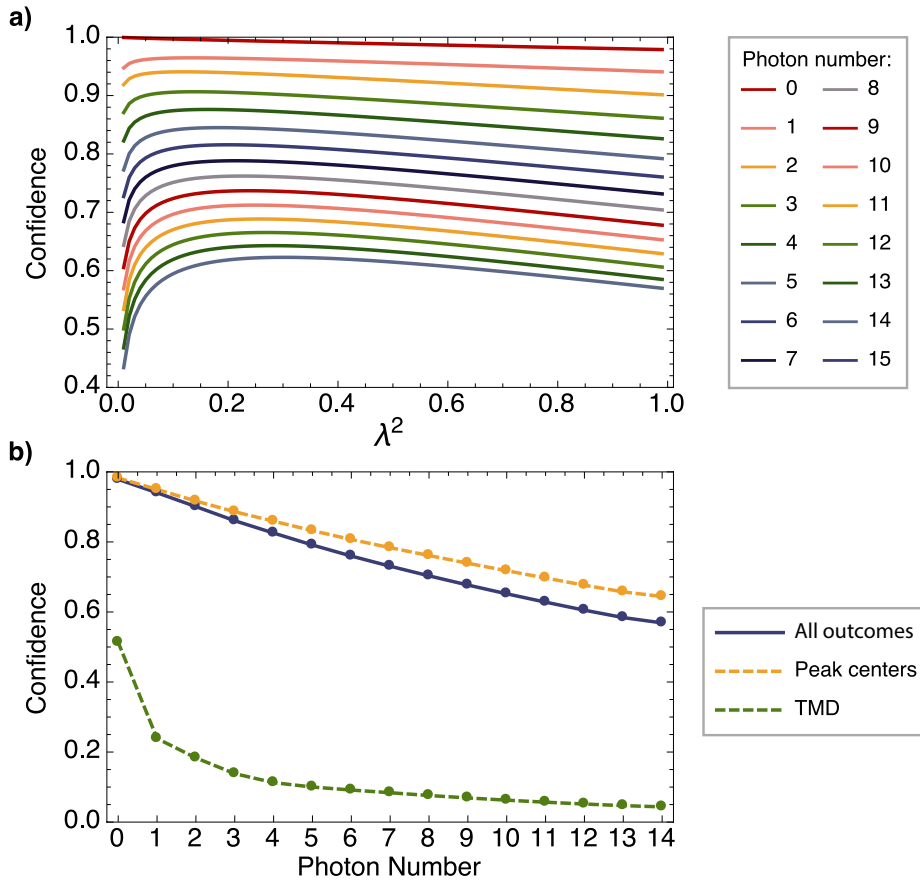 a)
1.0
0.9
0.8
0.7
0.6
0.5
0.4
Confidence
0.0 0.2 0.4 0.6 0.8 1.0
λ²
Photon number:
0 8
1 9
2 10
3 11
4 12
5 13
6 14
7 15
b)
1.0
0.8
0.6
0.4
0.2
0.0
Confidence
0 1 2 3 4 5 6 7 8 9 10 11 12 13 14
Photon Number
All outcomes
Peak centers
TMD